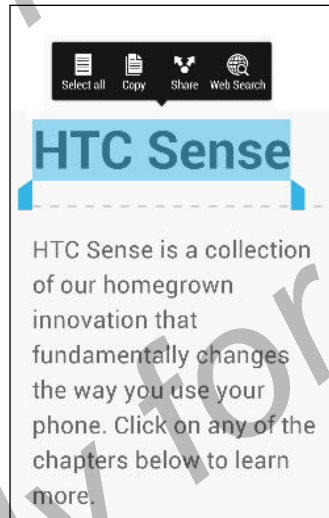 Select all Copy Share Web Search
HTC Sense
HTC Sense is a collection
of our homegrown
innovation that
fundamentally changes
the way you use your
phone. Click on any of the
chapters below to learn
more.